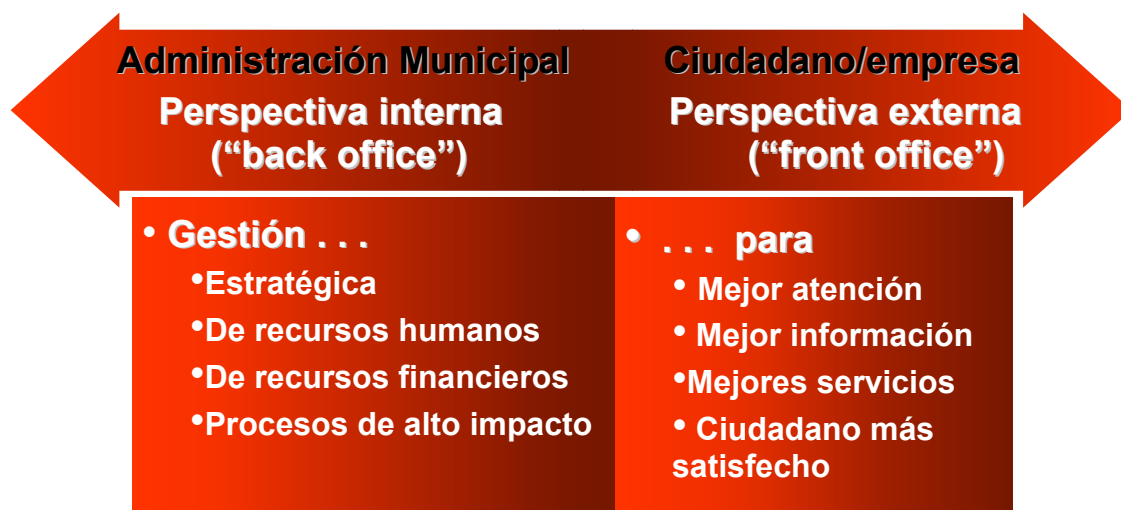 Administración Municipal
Perspectiva interna
(“back office”)
Ciudadano/empresa
Perspectiva externa
(“front office”)
• Gestión . . .
•Estratégica
•De recursos humanos
•De recursos financieros
•Procesos de alto impacto
• . . . para
• Mejor atención
• Mejor información
•Mejores servicios
• Ciudadano más
satisfecho